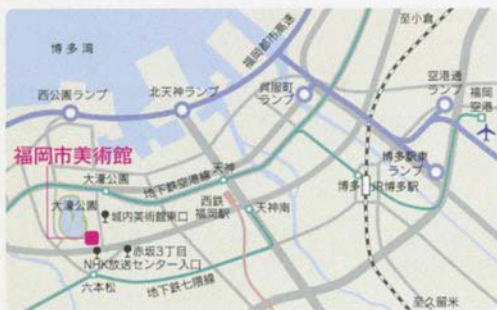 至小倉
博多湾
福岡都市高速
呉服町
ランプ
空港通
ランプ
福岡
空港
西公園ランプ
北天神ランプ
福岡市美術館
大濠公園
地下鉄空港線
天神
博多
JR博多駅
博多駅東
ランプ
大濠公園
城内美術館東口
西鉄
福岡駅
天神南
赤坂3丁目
NHK放送センター入口
六本松
地下鉄七隈線
至久留米